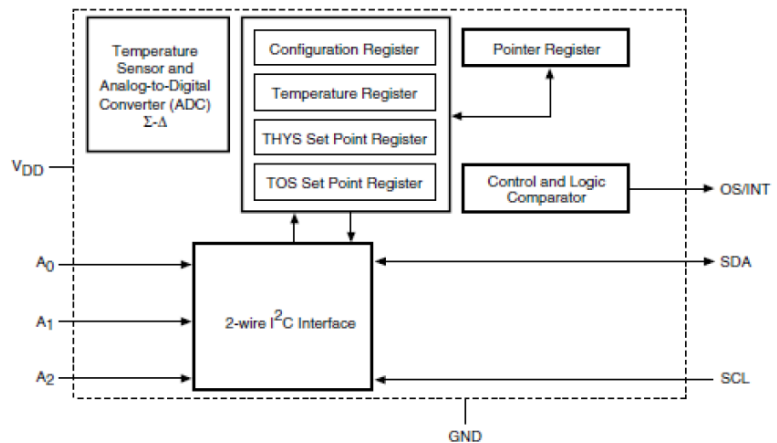 Temperature
Sensor and
Analog-to-Digital
Converter (ADC)
Σ-Δ
Configuration Register
Temperature Register
THYS Set Point Register
TOS Set Point Register
Pointer Register
Control and Logic
Comparator
VDD
OS/INT
A0
A1
A2
2-wire I²C Interface
SDA
SCL
GND